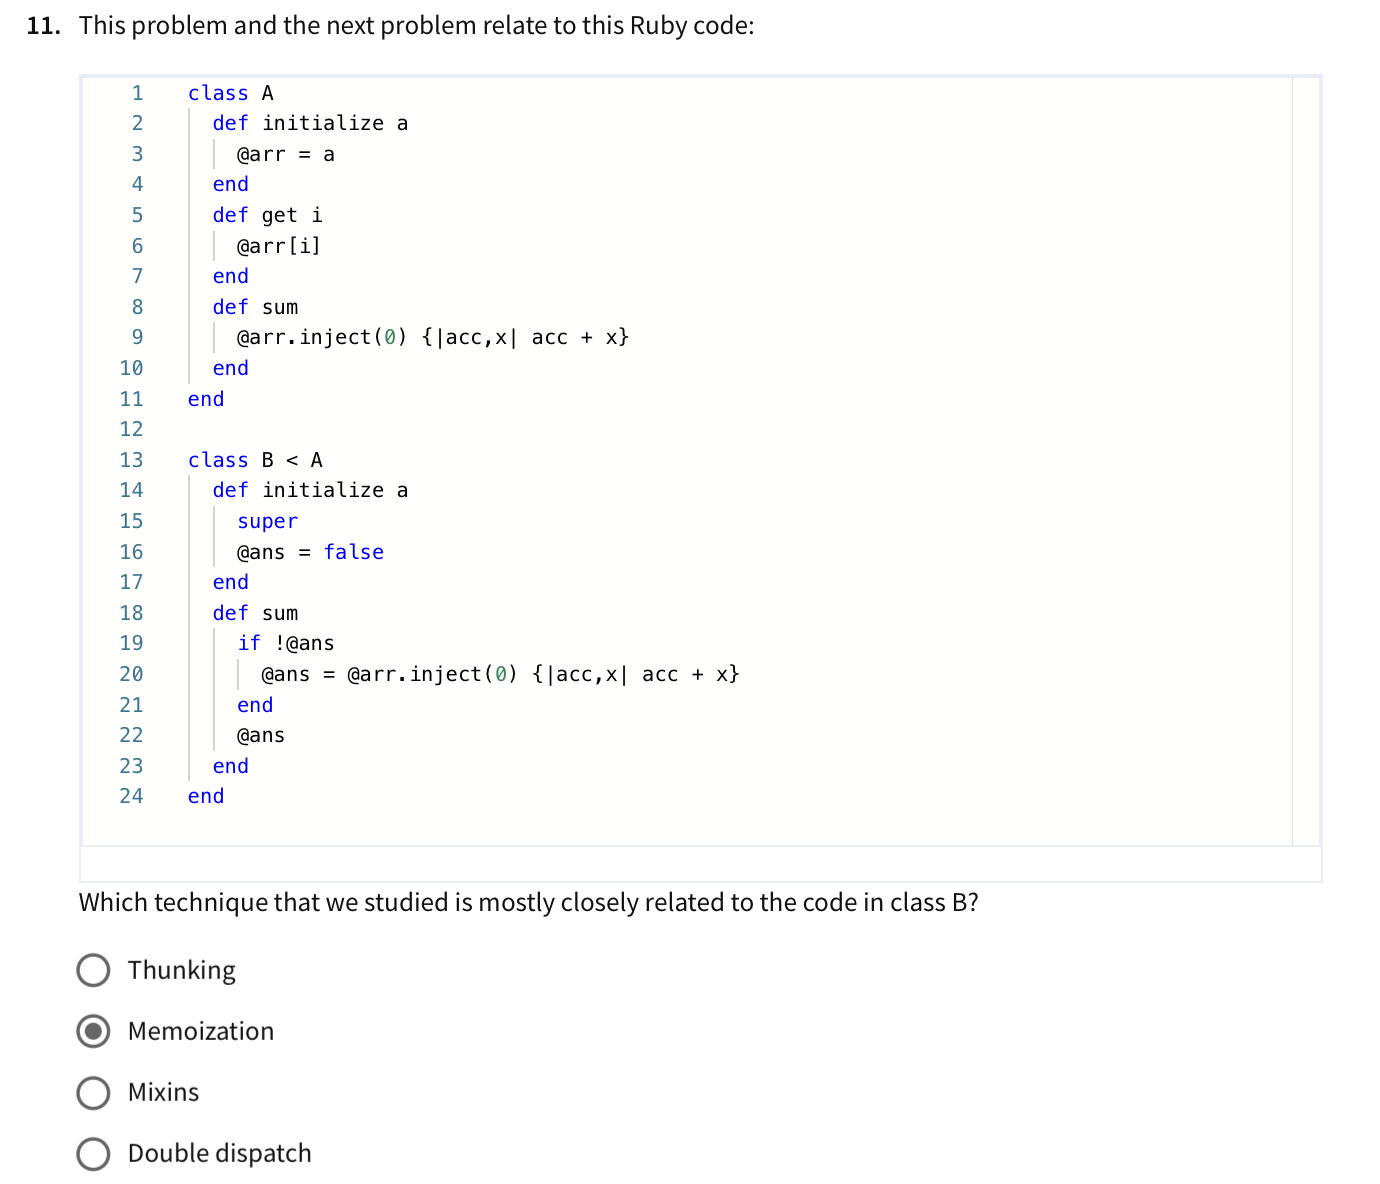 11. This problem and the next problem relate to this Ruby code:
1 class A
2 def initialize a
3 @arr = a
4 end
5 def get i
6 @arr[i]
7 end
8 def sum
9 @arr.inject(0) {|acc,x| acc + x}
10 end
11 end
12
13 class B < A
14 def initialize a
15 super
16 @ans = false
17 end
18 def sum
19 if !@ans
20 @ans = @arr.inject(0) {|acc,x| acc + x}
21 end
22 @ans
23 end
24 end
Which technique that we studied is mostly closely related to the code in class B?
Thunking
Memoization
Mixins
Double dispatch